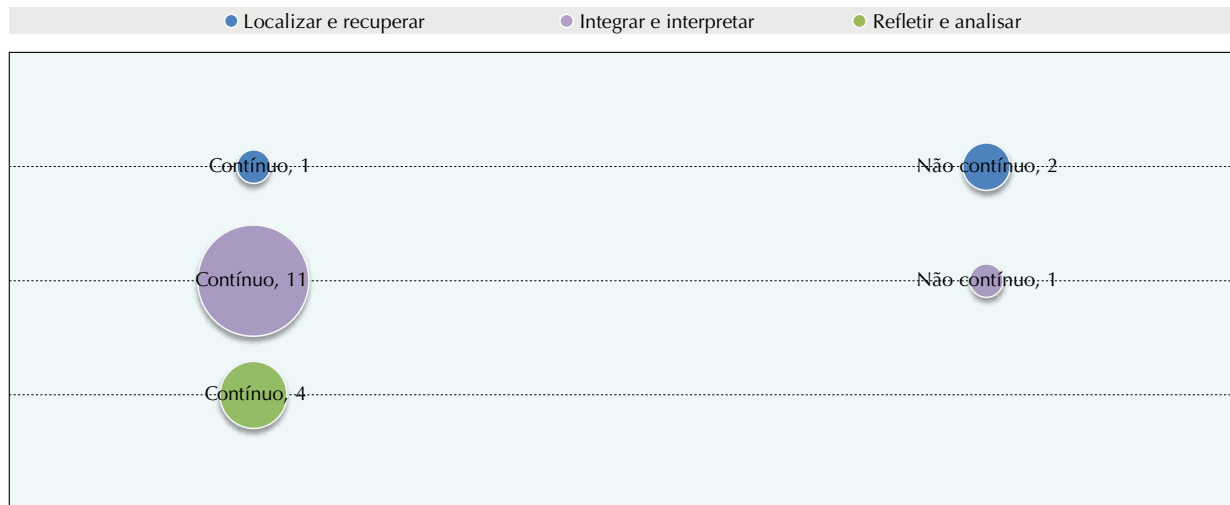 Localizar e recuperar Integrar e interpretar Refletir e analisar
Contínuo, 1 Não contínuo, 2
Contínuo, 11 Não contínuo, 1
Contínuo, 4